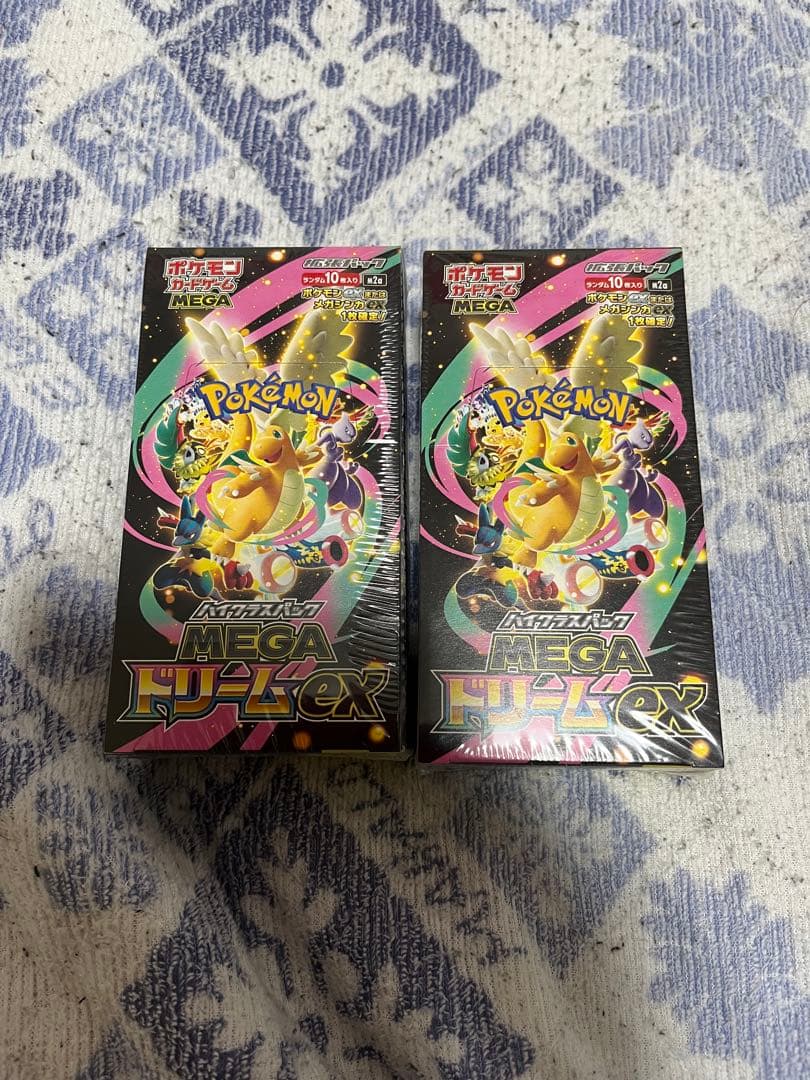 ポケモン
カードゲーム
MEGA
拡張パック
ランダム10枚入り
第2弾
ポケモンexまたは
メガシンカex
1枚確定!
POKÉMON
ハイクラスパック
MEGA
ドリームex
ポケモン
カードゲーム
MEGA
拡張パック
ランダム10枚入り
ポケモンexまたは
メガシンカex
1枚確定!
POKÉMON
ハイクラスパック
MEGA
ドリームex